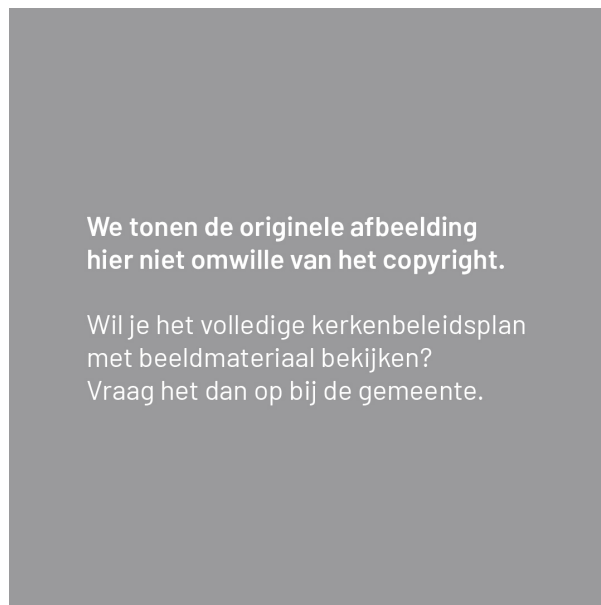 We tonen de originele afbeelding
hier niet omwille van het copyright.
Wil je het volledige kerkenbeleidsplan
met beeldmateriaal bekijken?
Vraag het dan op bij de gemeente.